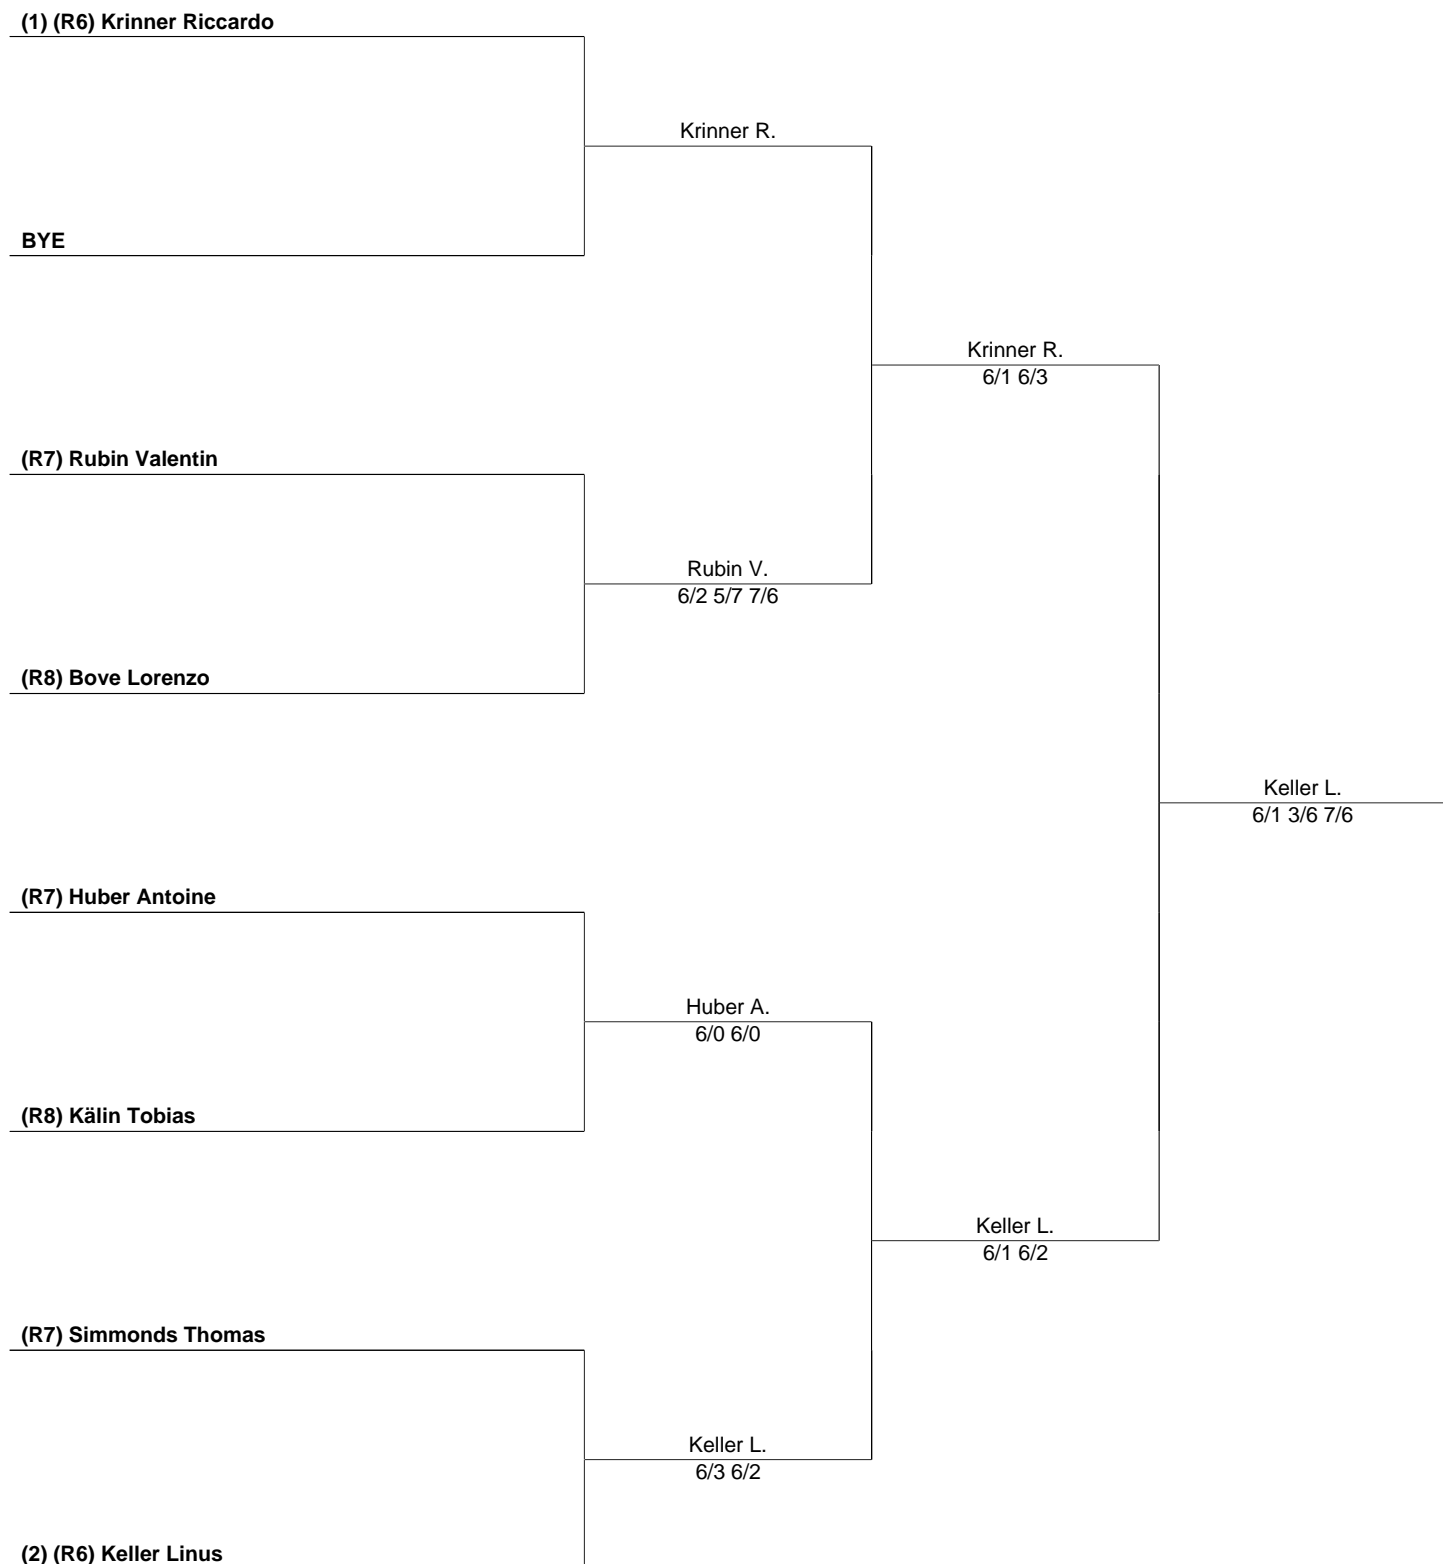 (1) (R6) Krinner Riccardo
Krinner R.
BYE
Krinner R.
6/1 6/3
(R7) Rubin Valentin
Rubin V.
6/2 5/7 7/6
(R8) Bove Lorenzo
Keller L.
6/1 3/6 7/6
(R7) Huber Antoine
Huber A.
6/0 6/0
(R8) Kälin Tobias
Keller L.
6/1 6/2
(R7) Simmonds Thomas
Keller L.
6/3 6/2
(2) (R6) Keller Linus